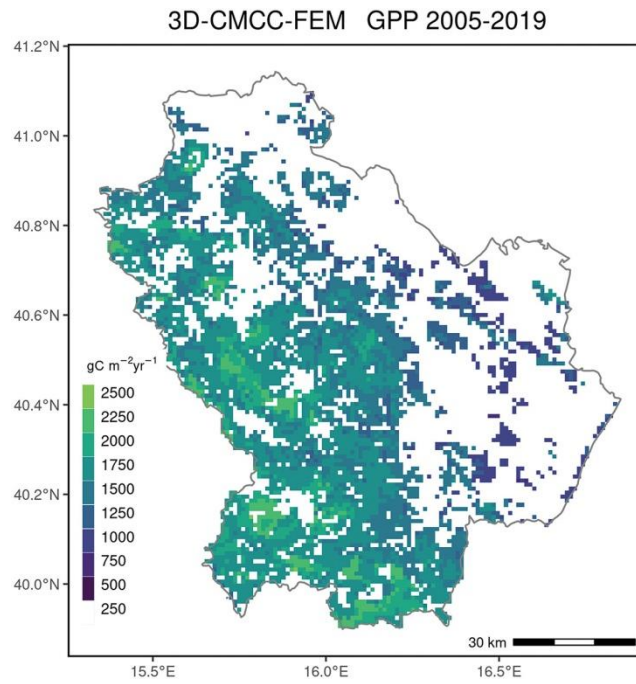 3D-CMCC-FEM GPP 2005-2019
41.2°N
41.0°N
40.8°N
40.6°N
40.4°N
40.2°N
40.0°N
gC m⁻²yr⁻¹
2500
2250
2000
1750
1500
1250
1000
750
500
250
30 km
15.5°E
16.0°E
16.5°E